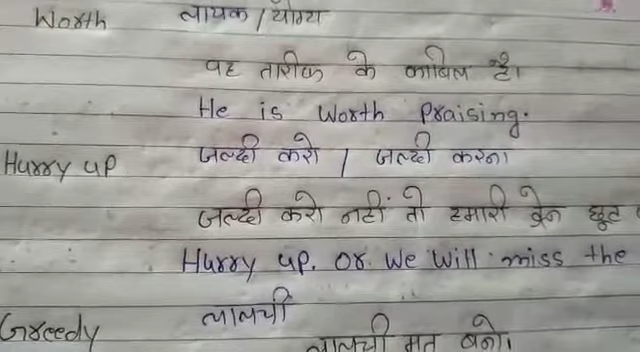 Worth लायक / योग्य
वह तारीफ के काबिल है।
He is Worth Praising.
Hurry up जल्दी करो / जल्दी करना
जल्दी करो नहीं तो हमारी ट्रेन छूट
Hurry up. Or We Will miss the
Greedy लालची
लालची मत बनो।